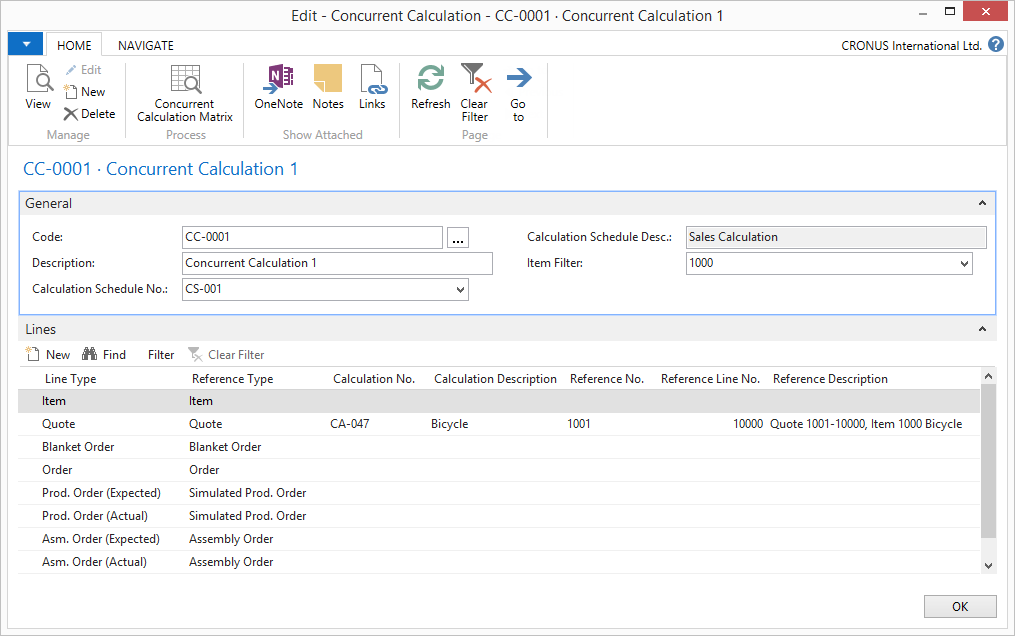 Edit - Concurrent Calculation - CC-0001 · Concurrent Calculation 1
HOME NAVIGATE CRONUS International Ltd. ?
View
Edit
New
Delete
Manage
Concurrent
Calculation Matrix
Process
OneNote
Notes
Links
Show Attached
Refresh
Clear
Filter
Go
to
Page
CC-0001 · Concurrent Calculation 1
General
Code: CC-0001 ...
Description: Concurrent Calculation 1
Calculation Schedule No.: CS-001
Calculation Schedule Desc.: Sales Calculation
Item Filter: 1000
Lines
New Find Filter Clear Filter
Line Type Reference Type Calculation No. Calculation Description Reference No. Reference Line No. Reference Description
Item Item
Quote Quote CA-047 Bicycle 1001 10000 Quote 1001-10000, Item 1000 Bicycle
Blanket Order Blanket Order
Order Order
Prod. Order (Expected) Simulated Prod. Order
Prod. Order (Actual) Simulated Prod. Order
Asm. Order (Expected) Assembly Order
Asm. Order (Actual) Assembly Order
OK